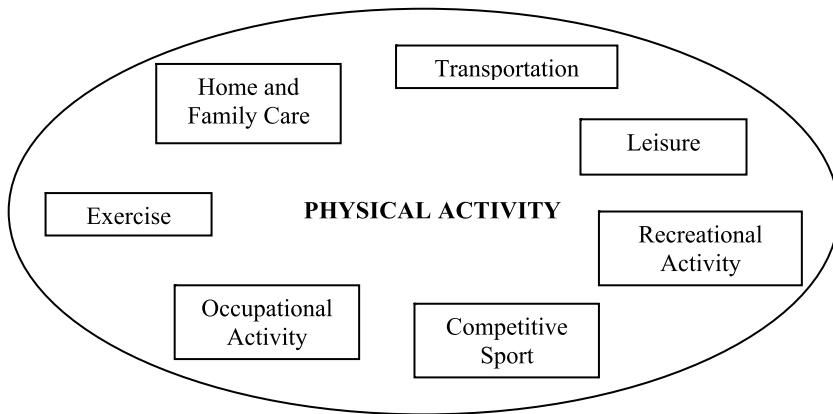 Transportation
Home and
Family Care
Leisure
Exercise
PHYSICAL ACTIVITY
Recreational
Activity
Occupational
Activity
Competitive
Sport